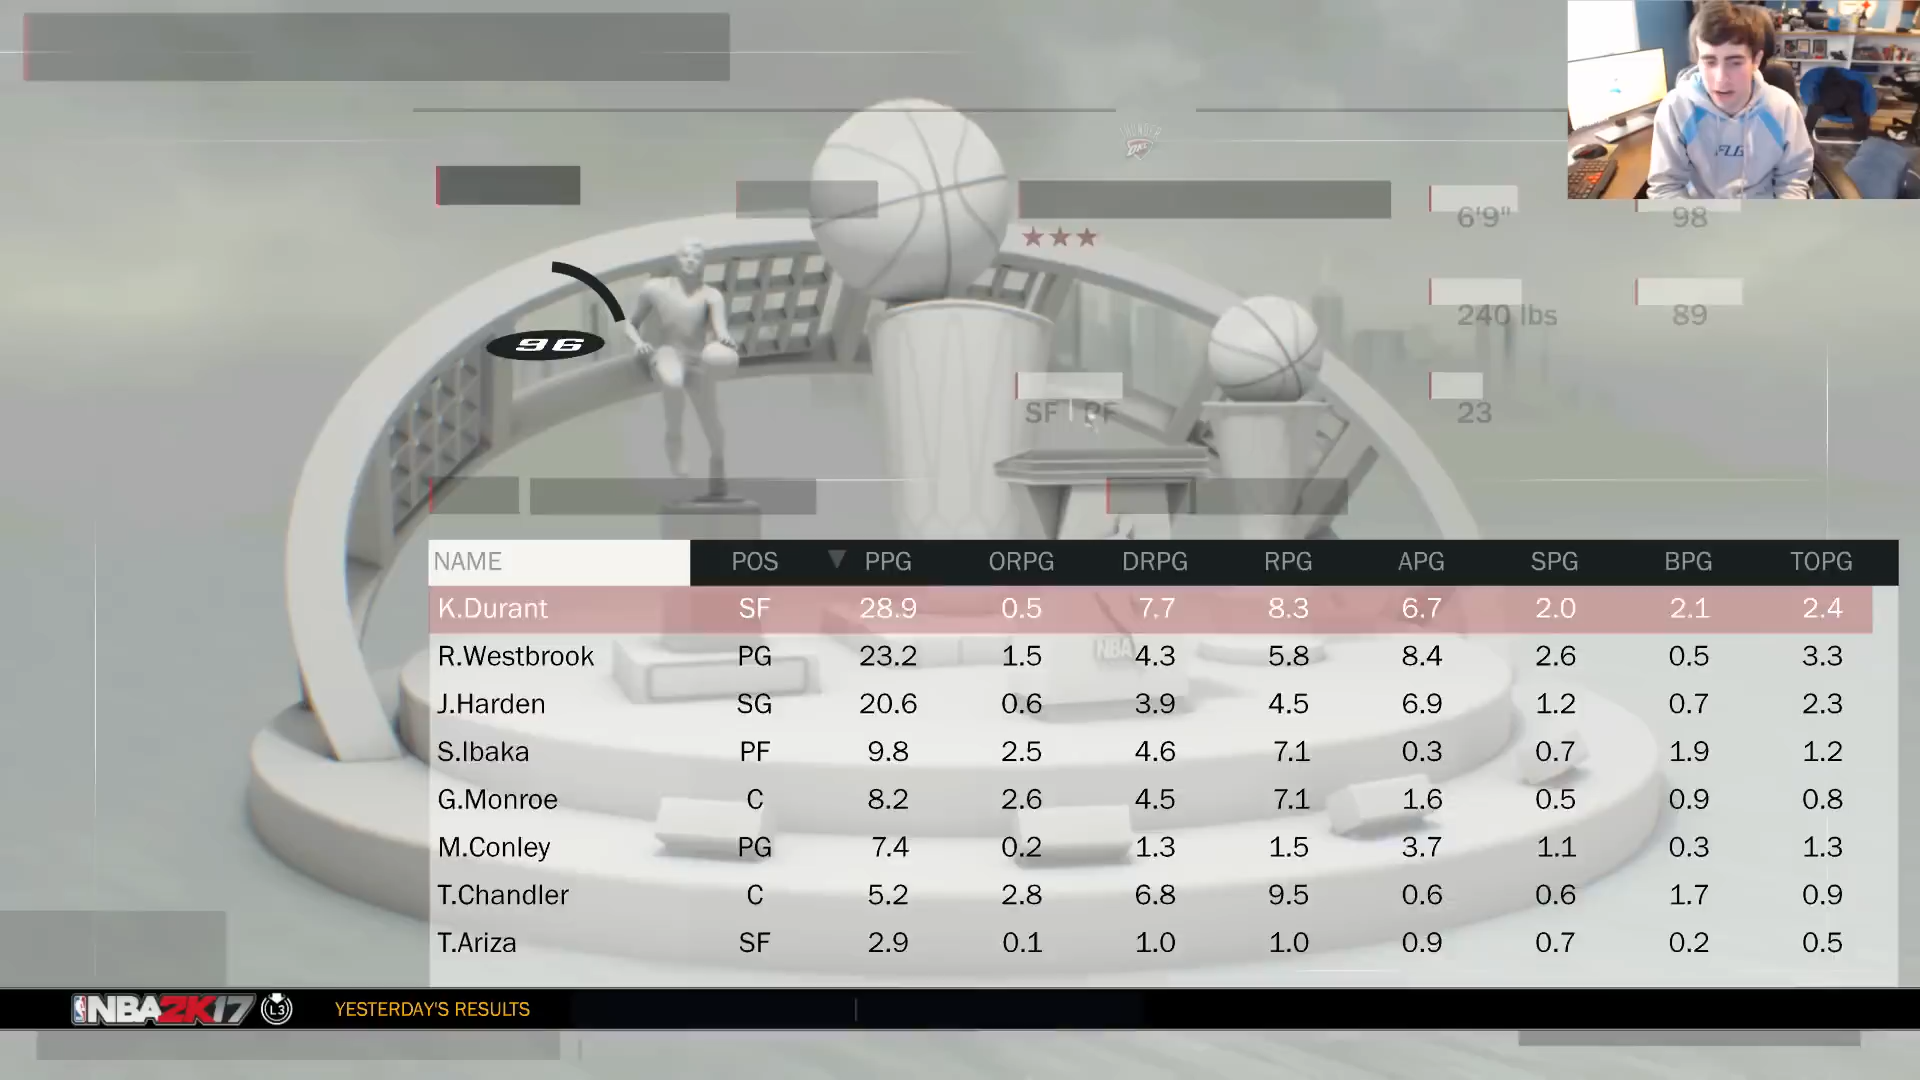 THUNDER
OKC
6'9" 98
240 lbs 89
96
SF | PF 23
NAME POS PPG ORPG DRPG RPG APG SPG BPG TOPG
K.Durant SF 28.9 0.5 7.7 8.3 6.7 2.0 2.1 2.4
R.Westbrook PG 23.2 1.5 4.3 5.8 8.4 2.6 0.5 3.3
NBA
J.Harden SG 20.6 0.6 3.9 4.5 6.9 1.2 0.7 2.3
S.Ibaka PF 9.8 2.5 4.6 7.1 0.3 0.7 1.9 1.2
G.Monroe C 8.2 2.6 4.5 7.1 1.6 0.5 0.9 0.8
M.Conley PG 7.4 0.2 1.3 1.5 3.7 1.1 0.3 1.3
T.Chandler C 5.2 2.8 6.8 9.5 0.6 0.6 1.7 0.9
T.Ariza SF 2.9 0.1 1.0 1.0 0.9 0.7 0.2 0.5
NBA2K17 L3 YESTERDAY'S RESULTS